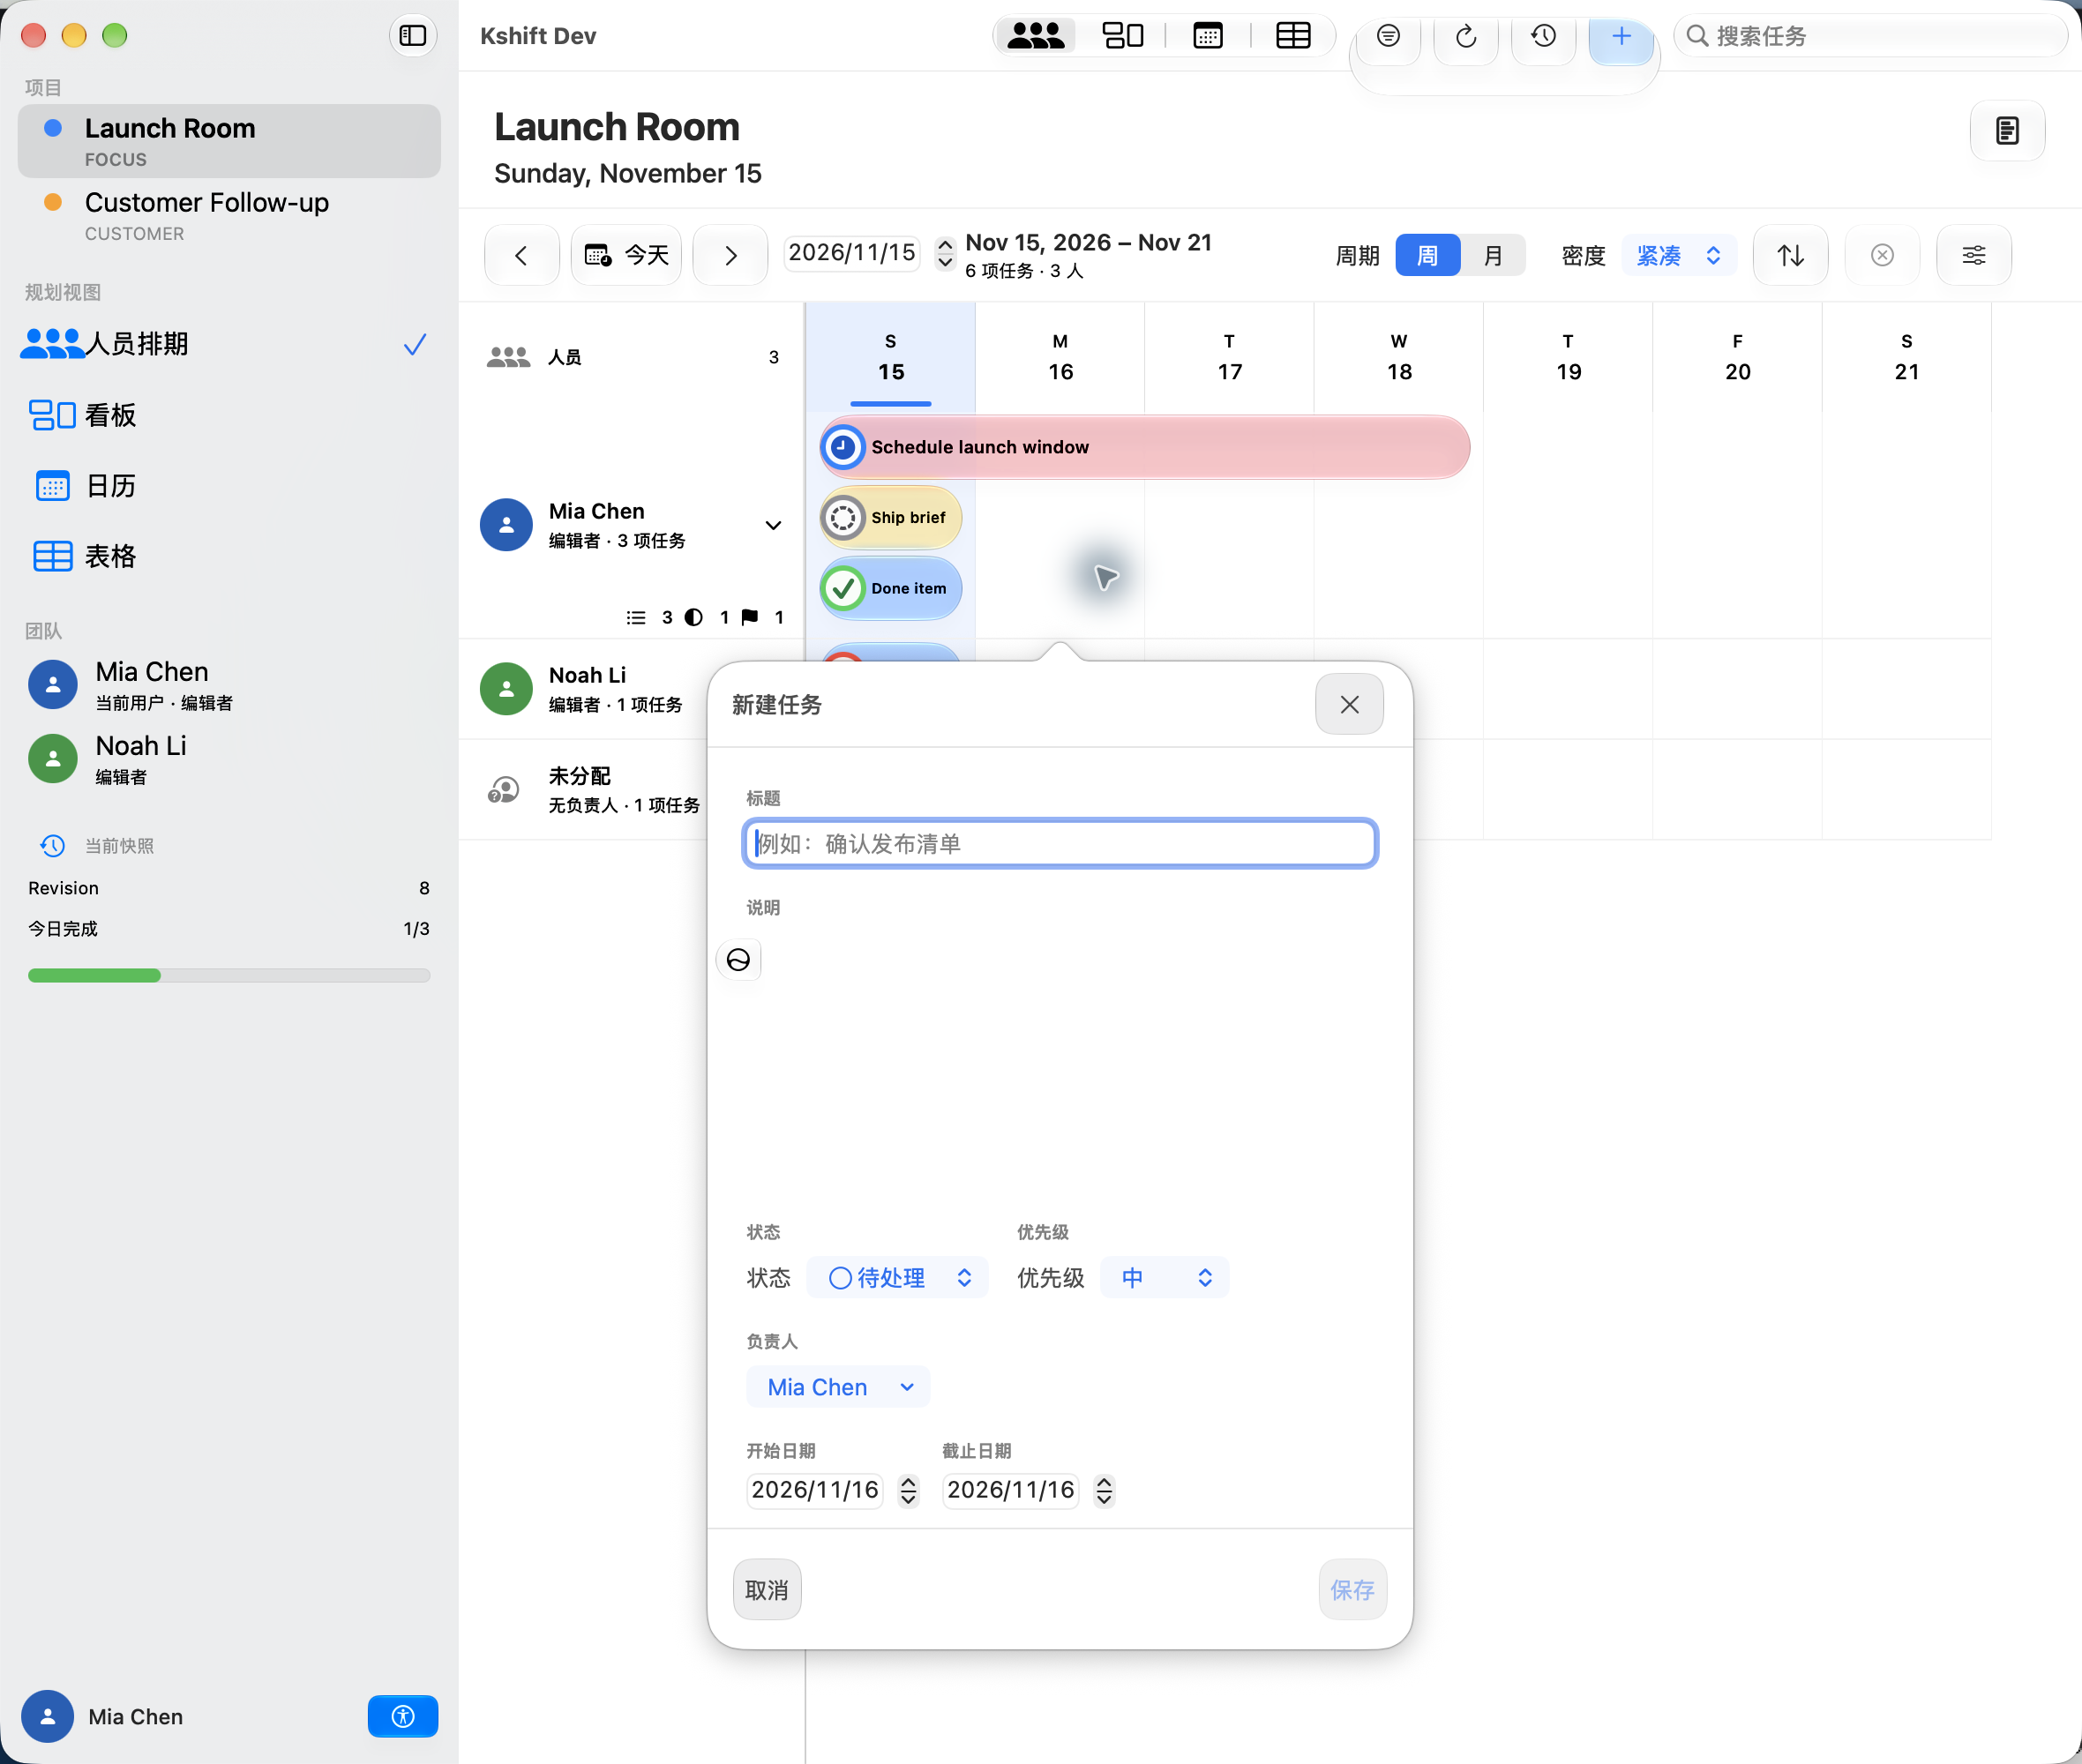 Kshift Dev
搜索任务
项目
Launch Room
FOCUS
Customer Follow-up
CUSTOMER
规划视图
人员排期
看板
日历
表格
团队
Mia Chen
当前用户 · 编辑者
Noah Li
编辑者
当前快照
Revision 8
今日完成 1/3
Mia Chen
Launch Room
Sunday, November 15
今天
2026/11/15
Nov 15, 2026 – Nov 21
6 项任务 · 3 人
周期 周 月
密度 紧凑
人员 3
S 15
M 16
T 17
W 18
T 19
F 20
S 21
Schedule launch window
Ship brief
Done item
Mia Chen
编辑者 · 3 项任务
3 1 1
Noah Li
编辑者 · 1 项任务
未分配
无负责人 · 1 项任务
新建任务
标题
例如：确认发布清单
说明
状态 优先级
状态 待处理 优先级 中
负责人
Mia Chen
开始日期 截止日期
2026/11/16 2026/11/16
取消 保存